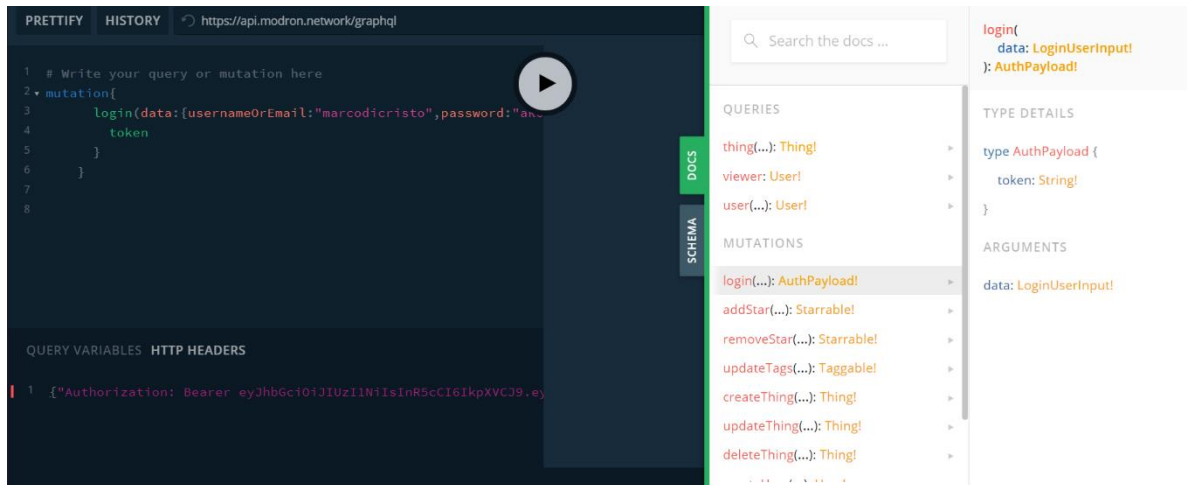 PRETTIFY HISTORY https://api.modron.network/graphql
1 # Write your query or mutation here
2 mutation{
3 login(data:{usernameOrEmail:"marcodicristo",password:"
4 token
5 }
6 }
7
8
QUERY VARIABLES HTTP HEADERS
1 {"Authorization: Bearer eyJhbGciOiJIUzI1NiIsInR5cCI6IkpXVCJ9.ey
DOCS
SCHEMA
Search the docs ...
QUERIES
thing(...): Thing!
viewer: User!
user(...): User!
MUTATIONS
login(...): AuthPayload!
addStar(...): Starrable!
removeStar(...): Starrable!
updateTags(...): Taggable!
createThing(...): Thing!
updateThing(...): Thing!
deleteThing(...): Thing!
login(
data: LoginUserInput!
): AuthPayload!
TYPE DETAILS
type AuthPayload {
token: String!
}
ARGUMENTS
data: LoginUserInput!